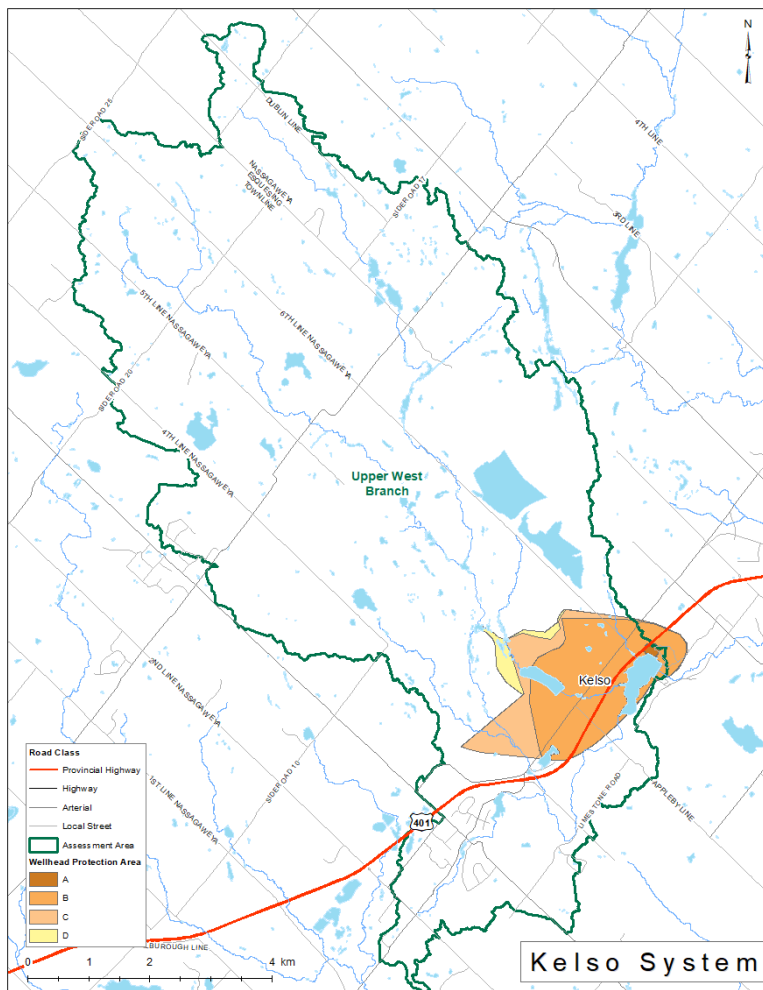 N
SIDEROAD 25
DUBLIN LINE
4TH LINE
NASSAGAWEYA
ESQUESING
TOWNLINE
SIDEROAD 17
3RD LINE
5TH LINE NASSAGAWEYA
6TH LINE NASSAGAWEYA
SIDEROAD 20
4TH LINE NASSAGAWEYA
Upper West
Branch
2ND LINE NASSAGAWEYA
Kelso
SIDEROAD 10
1ST LINE NASSAGAWEYA
LIMESTONE ROAD
APPLEBY LINE
401
Road Class
Provincial Highway
Highway
Arterial
Local Street
Assessment Area
Wellhead Protection Area
A
B
C
D
BUROUGH LINE
0 1 2 4 km
Kelso System